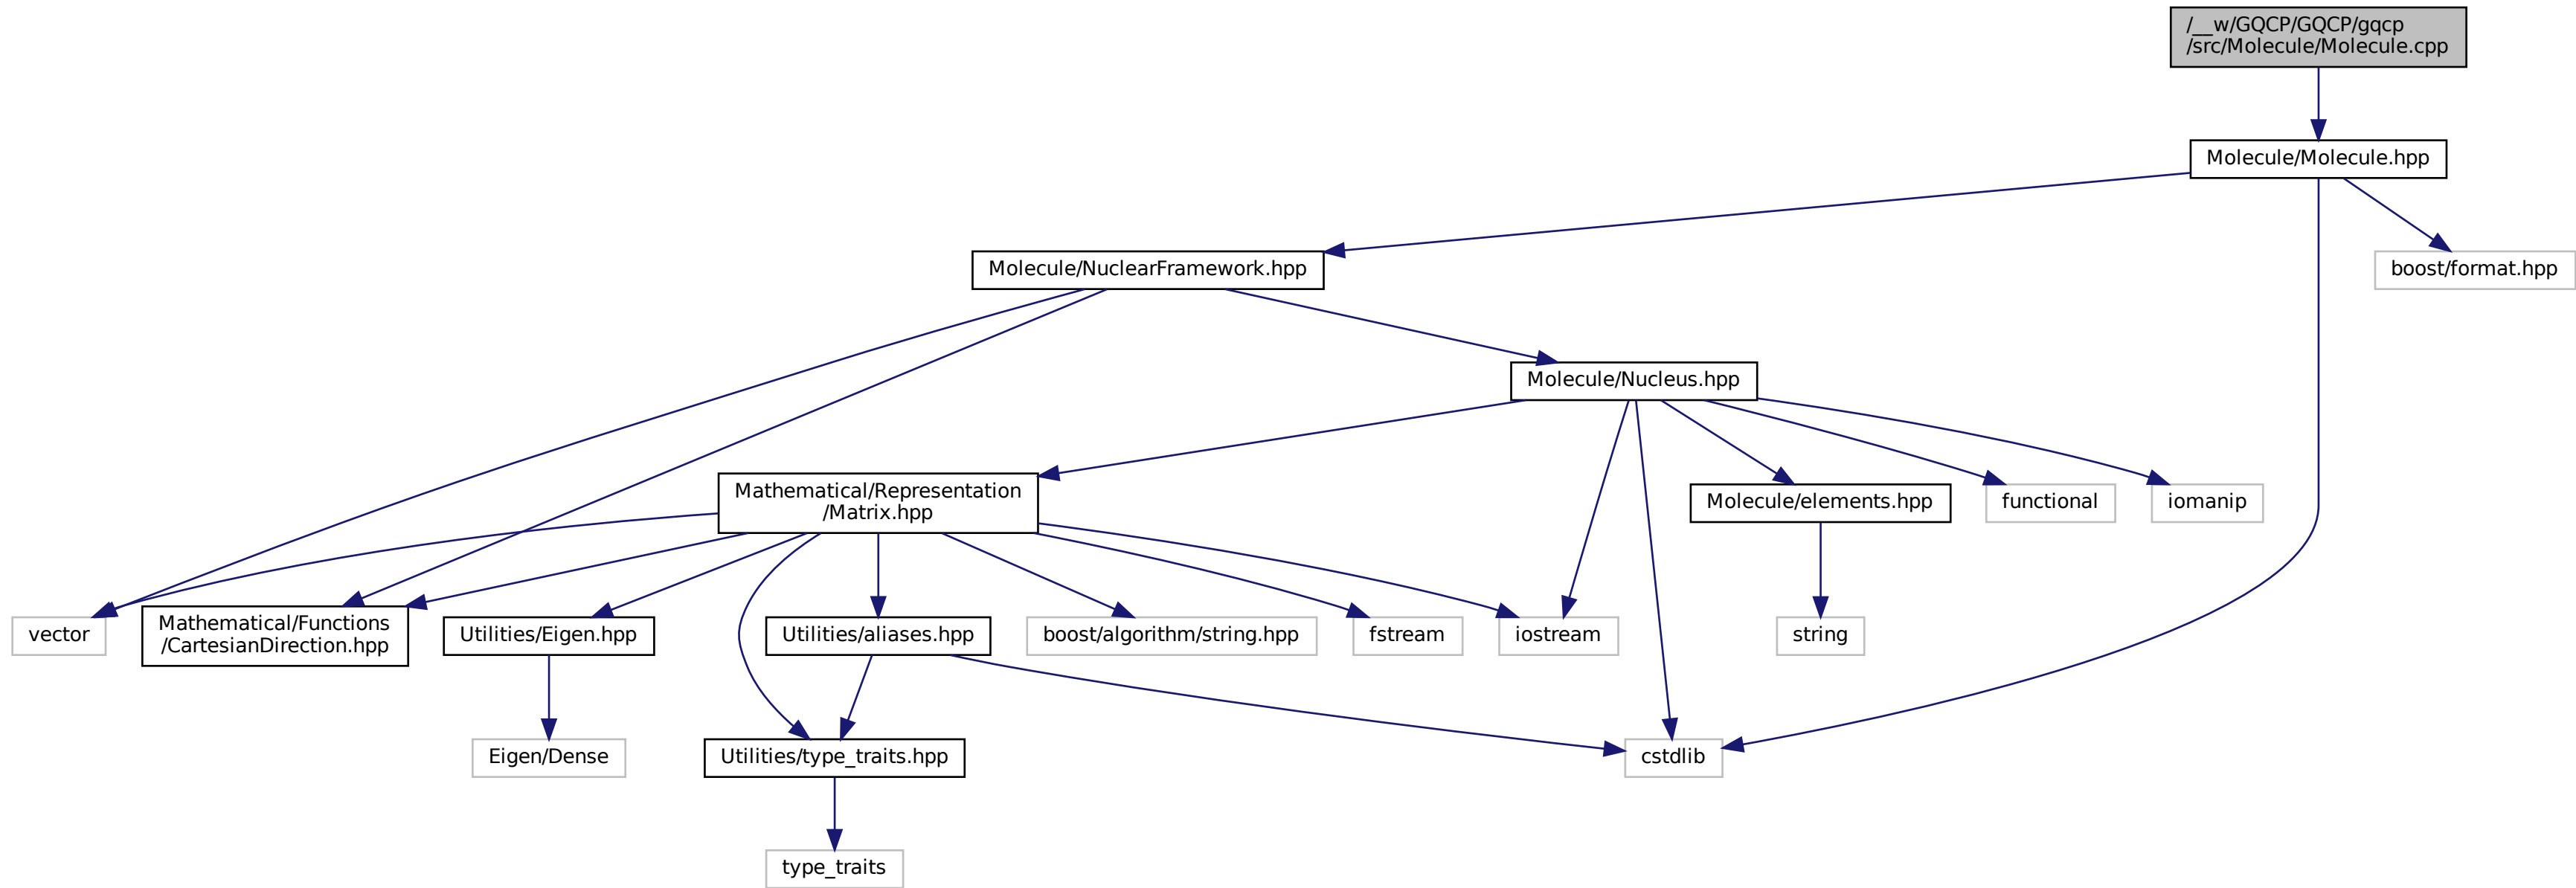 /__w/GQCP/GQCP/gqcp
/src/Molecule/Molecule.cpp
Molecule/Molecule.hpp
Molecule/NuclearFramework.hpp
boost/format.hpp
Molecule/Nucleus.hpp
Mathematical/Representation
/Matrix.hpp
Molecule/elements.hpp
functional
iomanip
vector
Mathematical/Functions
/CartesianDirection.hpp
Utilities/Eigen.hpp
Utilities/aliases.hpp
boost/algorithm/string.hpp
fstream
iostream
string
Eigen/Dense
Utilities/type_traits.hpp
cstdlib
type_traits